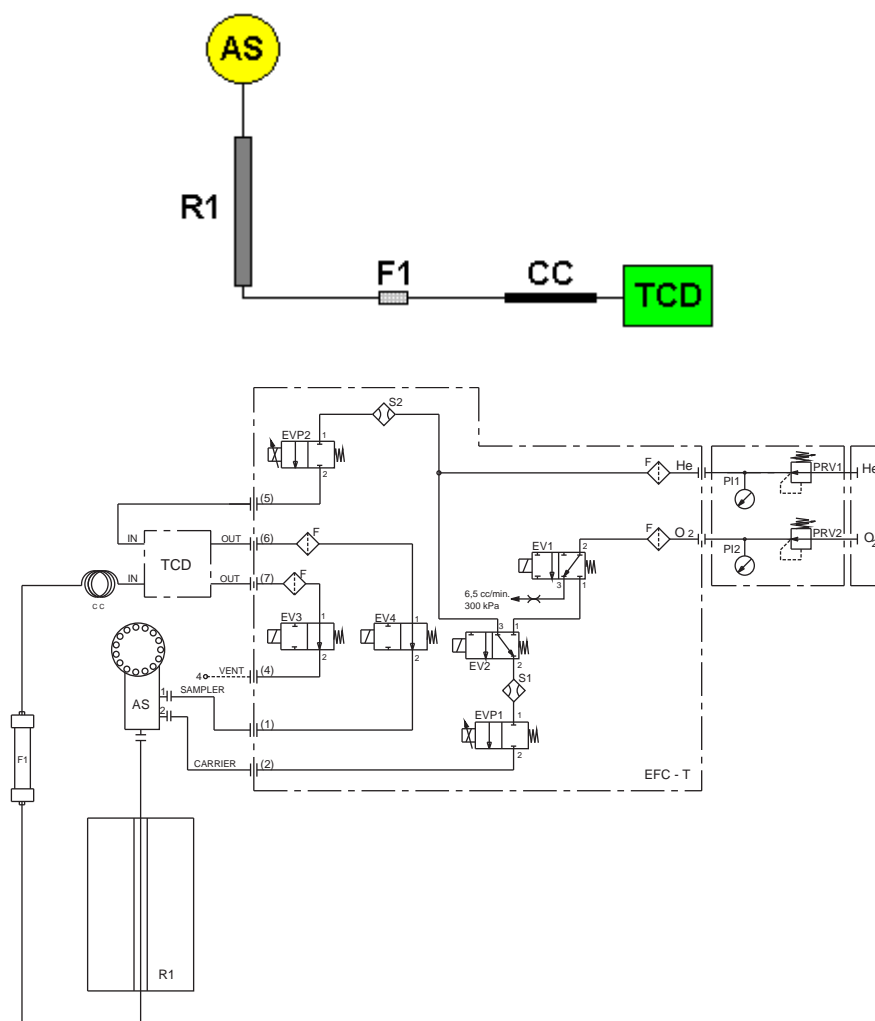 AS
R1
F1
CC
TCD
S2
EVP2
1
2
F
He
PRV1
He
PI1
(5)
IN
OUT
(6)
F
TCD
F
O 2
PRV2
O2
PI2
EV1
2
3
1
6,5 cc/min.
300 kPa
IN
OUT
(7)
F
C C
EV3
1
2
EV4
1
2
3
1
EV2
2
4
VENT
(4)
S1
AS
1
SAMPLER
2
(1)
EVP1
1
2
CARRIER
(2)
EFC - T
F1
R1